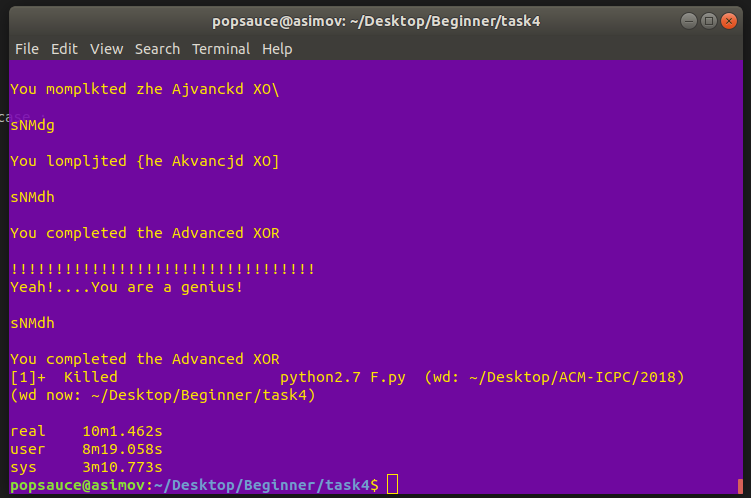 popsauce@asimov: ~/Desktop/Beginner/task4
File Edit View Search Terminal Help
You momplkted zhe Ajvanckd XO\
case
sNMdg
You lompljted {he Akvancjd XO]
sNMdh
You completed the Advanced XOR
!!!!!!!!!!!!!!!!!!!!!!!!!!!!!!!!!!
Yeah!....You are a genius!
sNMdh
You completed the Advanced XOR
[1]+  Killed                  python2.7 F.py  (wd: ~/Desktop/ACM-ICPC/2018)
(wd now: ~/Desktop/Beginner/task4)
real    10m1.462s
user    8m19.058s
sys     3m10.773s
popsauce@asimov:~/Desktop/Beginner/task4$